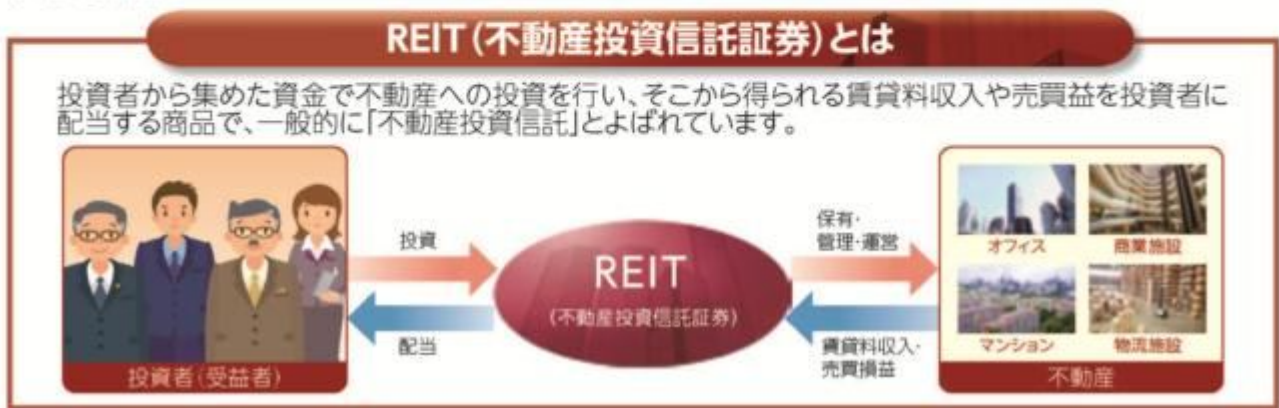 REIT(不動産投資信託証券)とは
投資者から集めた資金で不動産への投資を行い、そこから得られる賃貸料収入や売買益を投資者に
配当する商品で、一般的に「不動産投資信託」とよばれています。
投資
配当
投資者(受益者)
REIT
(不動産投資信託証券)
保有・
管理・運営
賃貸料収入・
売買損益
オフィス
商業施設
マンション
物流施設
不動産